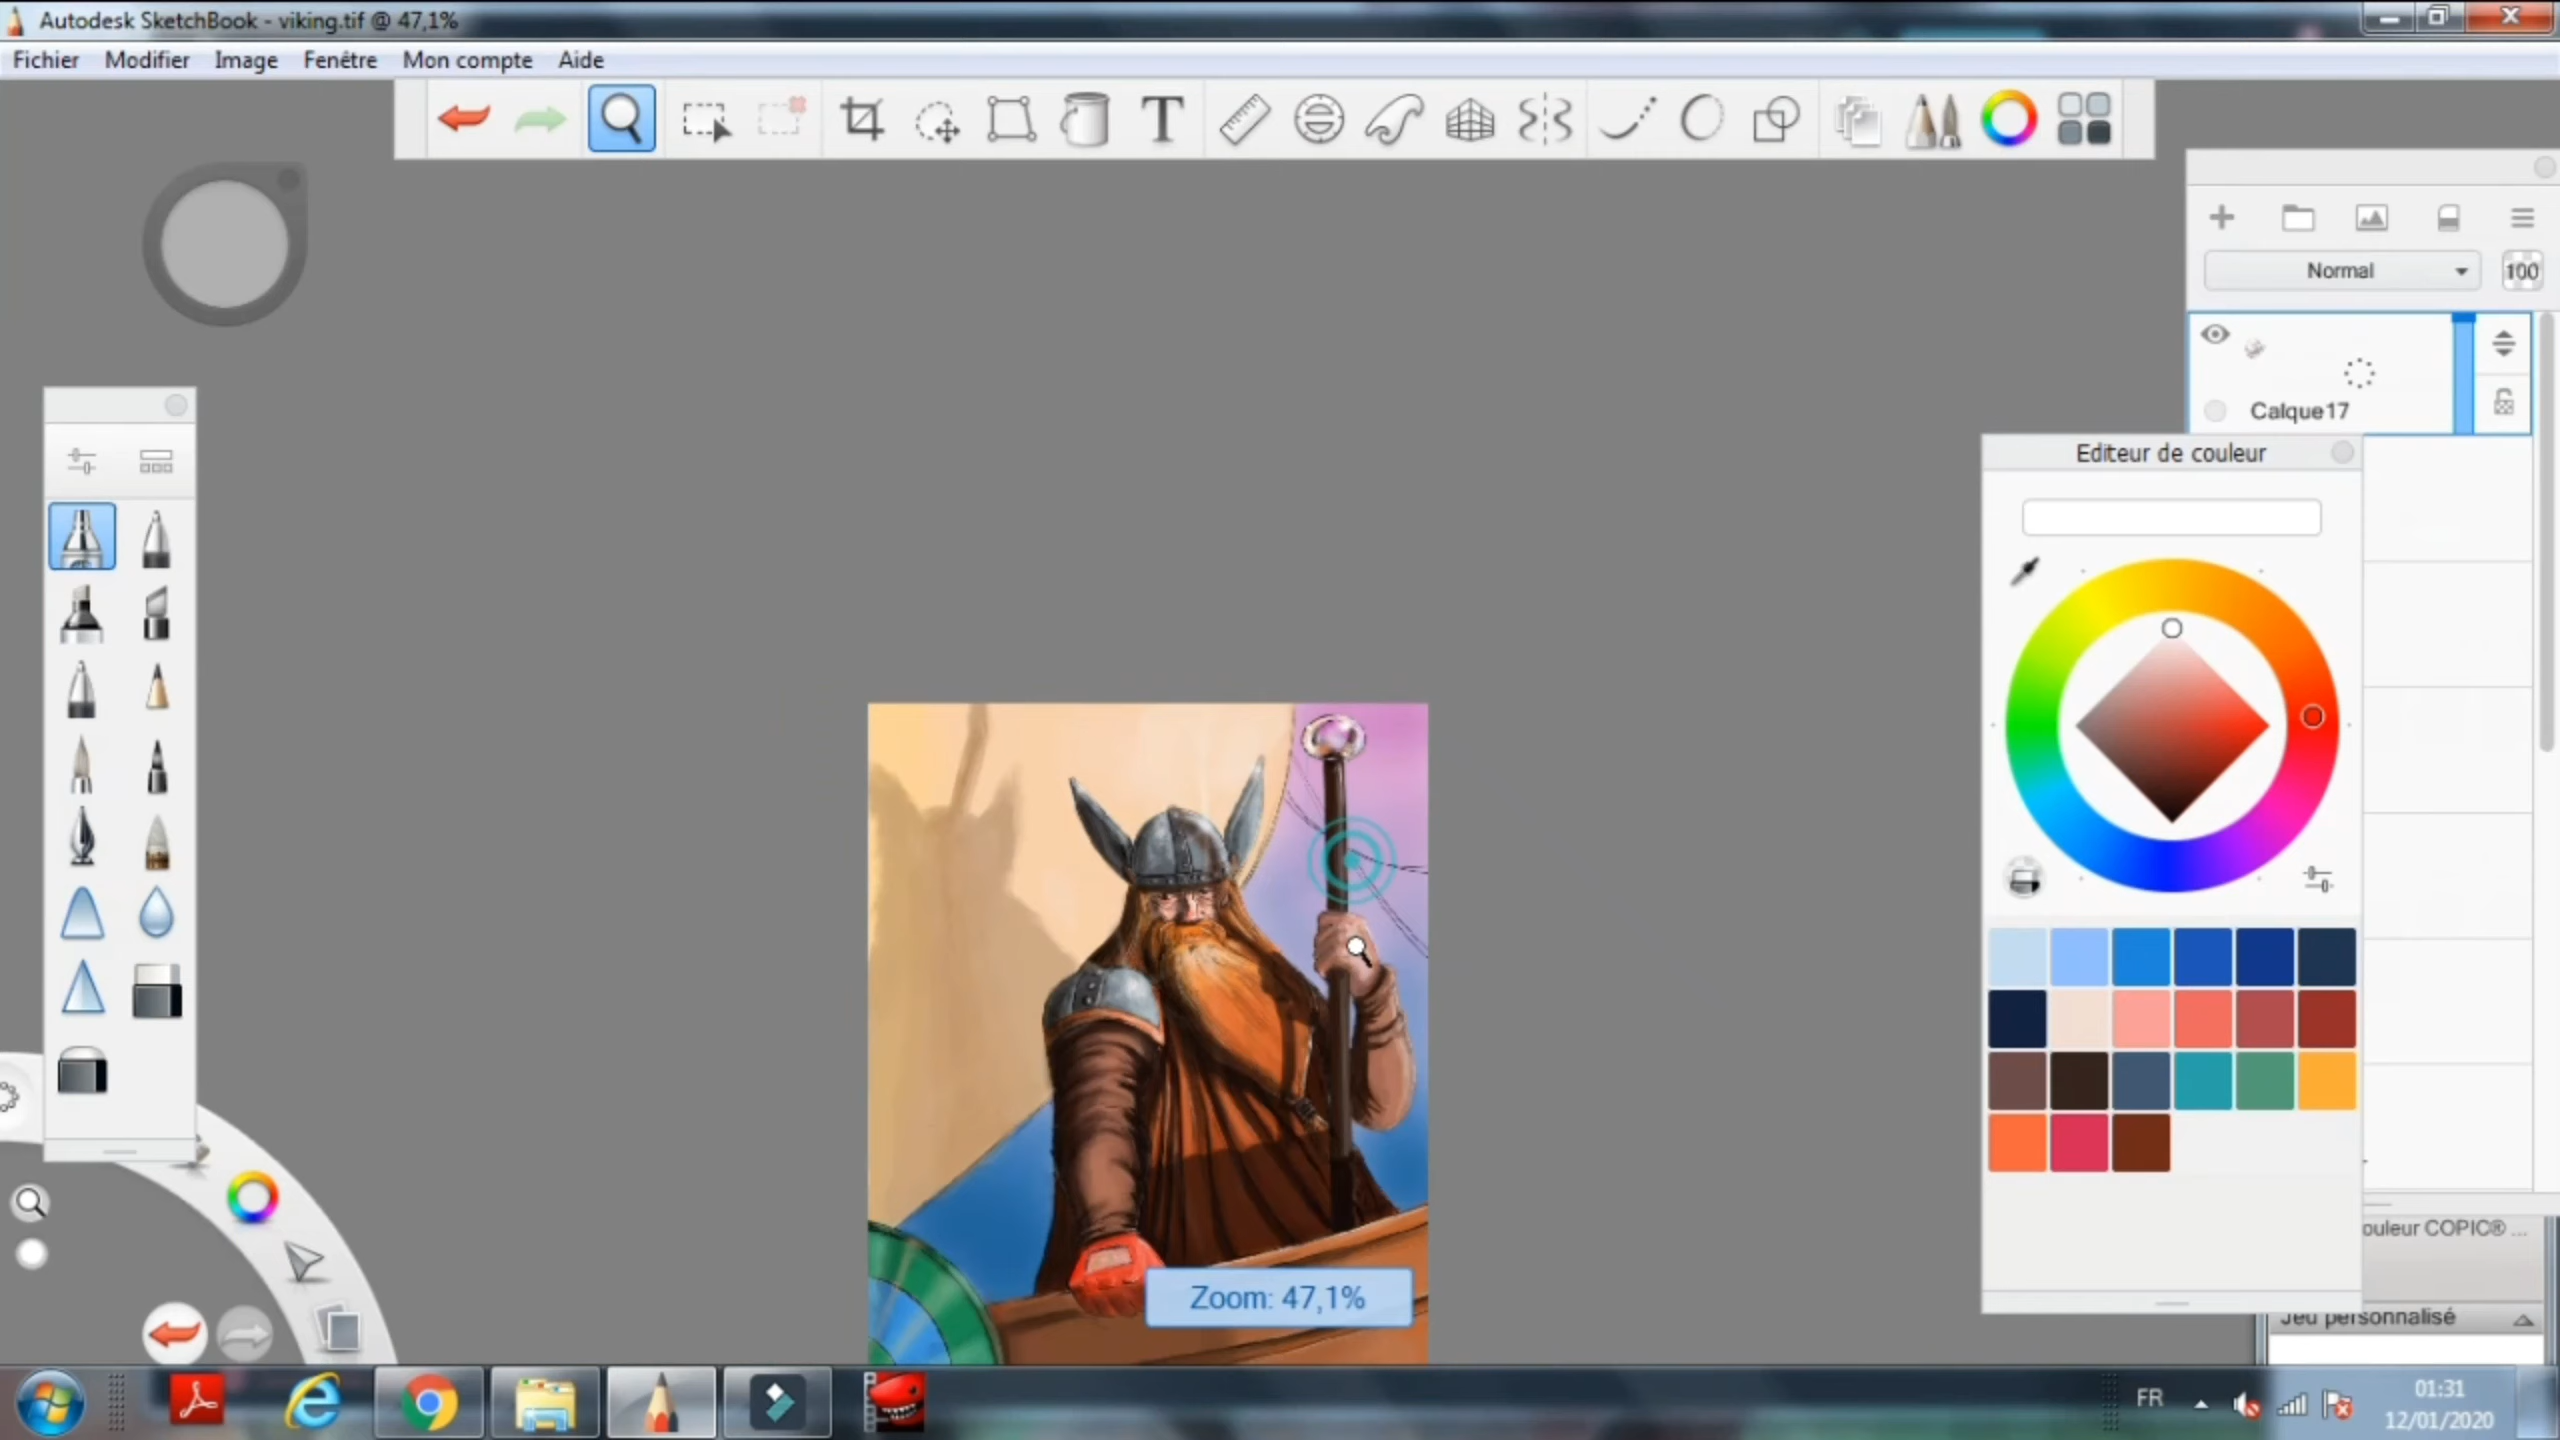 Autodesk SketchBook - viking.tif @ 47,1%
Fichier Modifier Image Fenêtre Mon compte Aide
T
Normal 100
Calque17
Editeur de couleur
ouleur COPIC® ...
Zoom: 47,1%
Jeu personnalisé
FR
01:31
12/01/2020